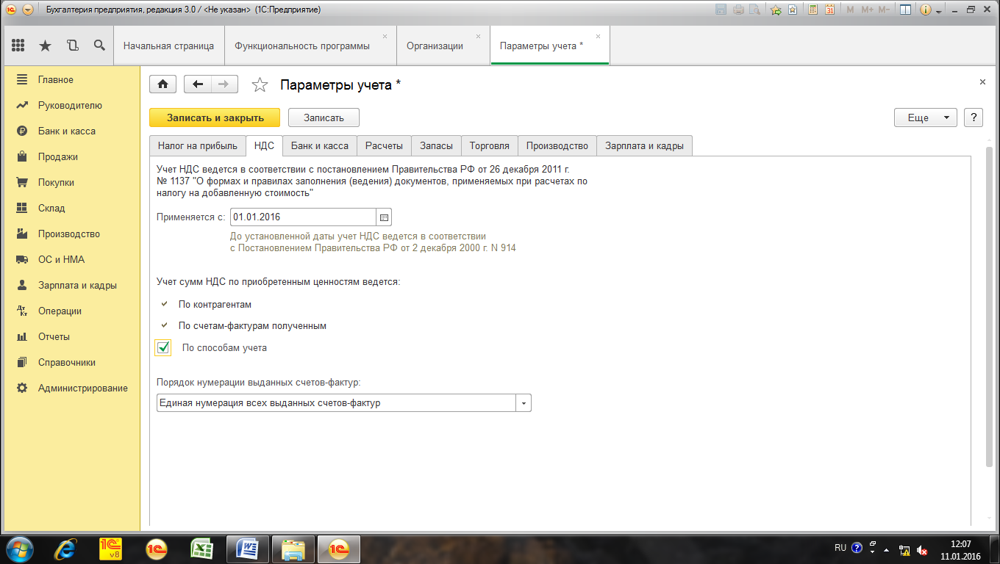 Бухгалтерия предприятия, редакция 3.0 / <Не указан> (1С:Предприятие)
M M+ M-
Начальная страница
Функциональность программы
Организации
Параметры учета *
Главное
Руководителю
Банк и касса
Продажи
Покупки
Склад
Производство
ОС и НМА
Зарплата и кадры
Операции
Отчеты
Справочники
Администрирование
Параметры учета *
Записать и закрыть
Записать
Еще
?
Налог на прибыль
НДС
Банк и касса
Расчеты
Запасы
Торговля
Производство
Зарплата и кадры
Учет НДС ведется в соответствии с постановлением Правительства РФ от 26 декабря 2011 г.
№ 1137 "О формах и правилах заполнения (ведения) документов, применяемых при расчетах по
налогу на добавленную стоимость"
Применяется с: 01.01.2016
До установленной даты учет НДС ведется в соответствии
с Постановлением Правительства РФ от 2 декабря 2000 г. N 914
Учет сумм НДС по приобретенным ценностям ведется:
По контрагентам
По счетам-фактурам полученным
По способам учета
Порядок нумерации выданных счетов-фактур:
Единая нумерация всех выданных счетов-фактур
RU
12:07
11.01.2016